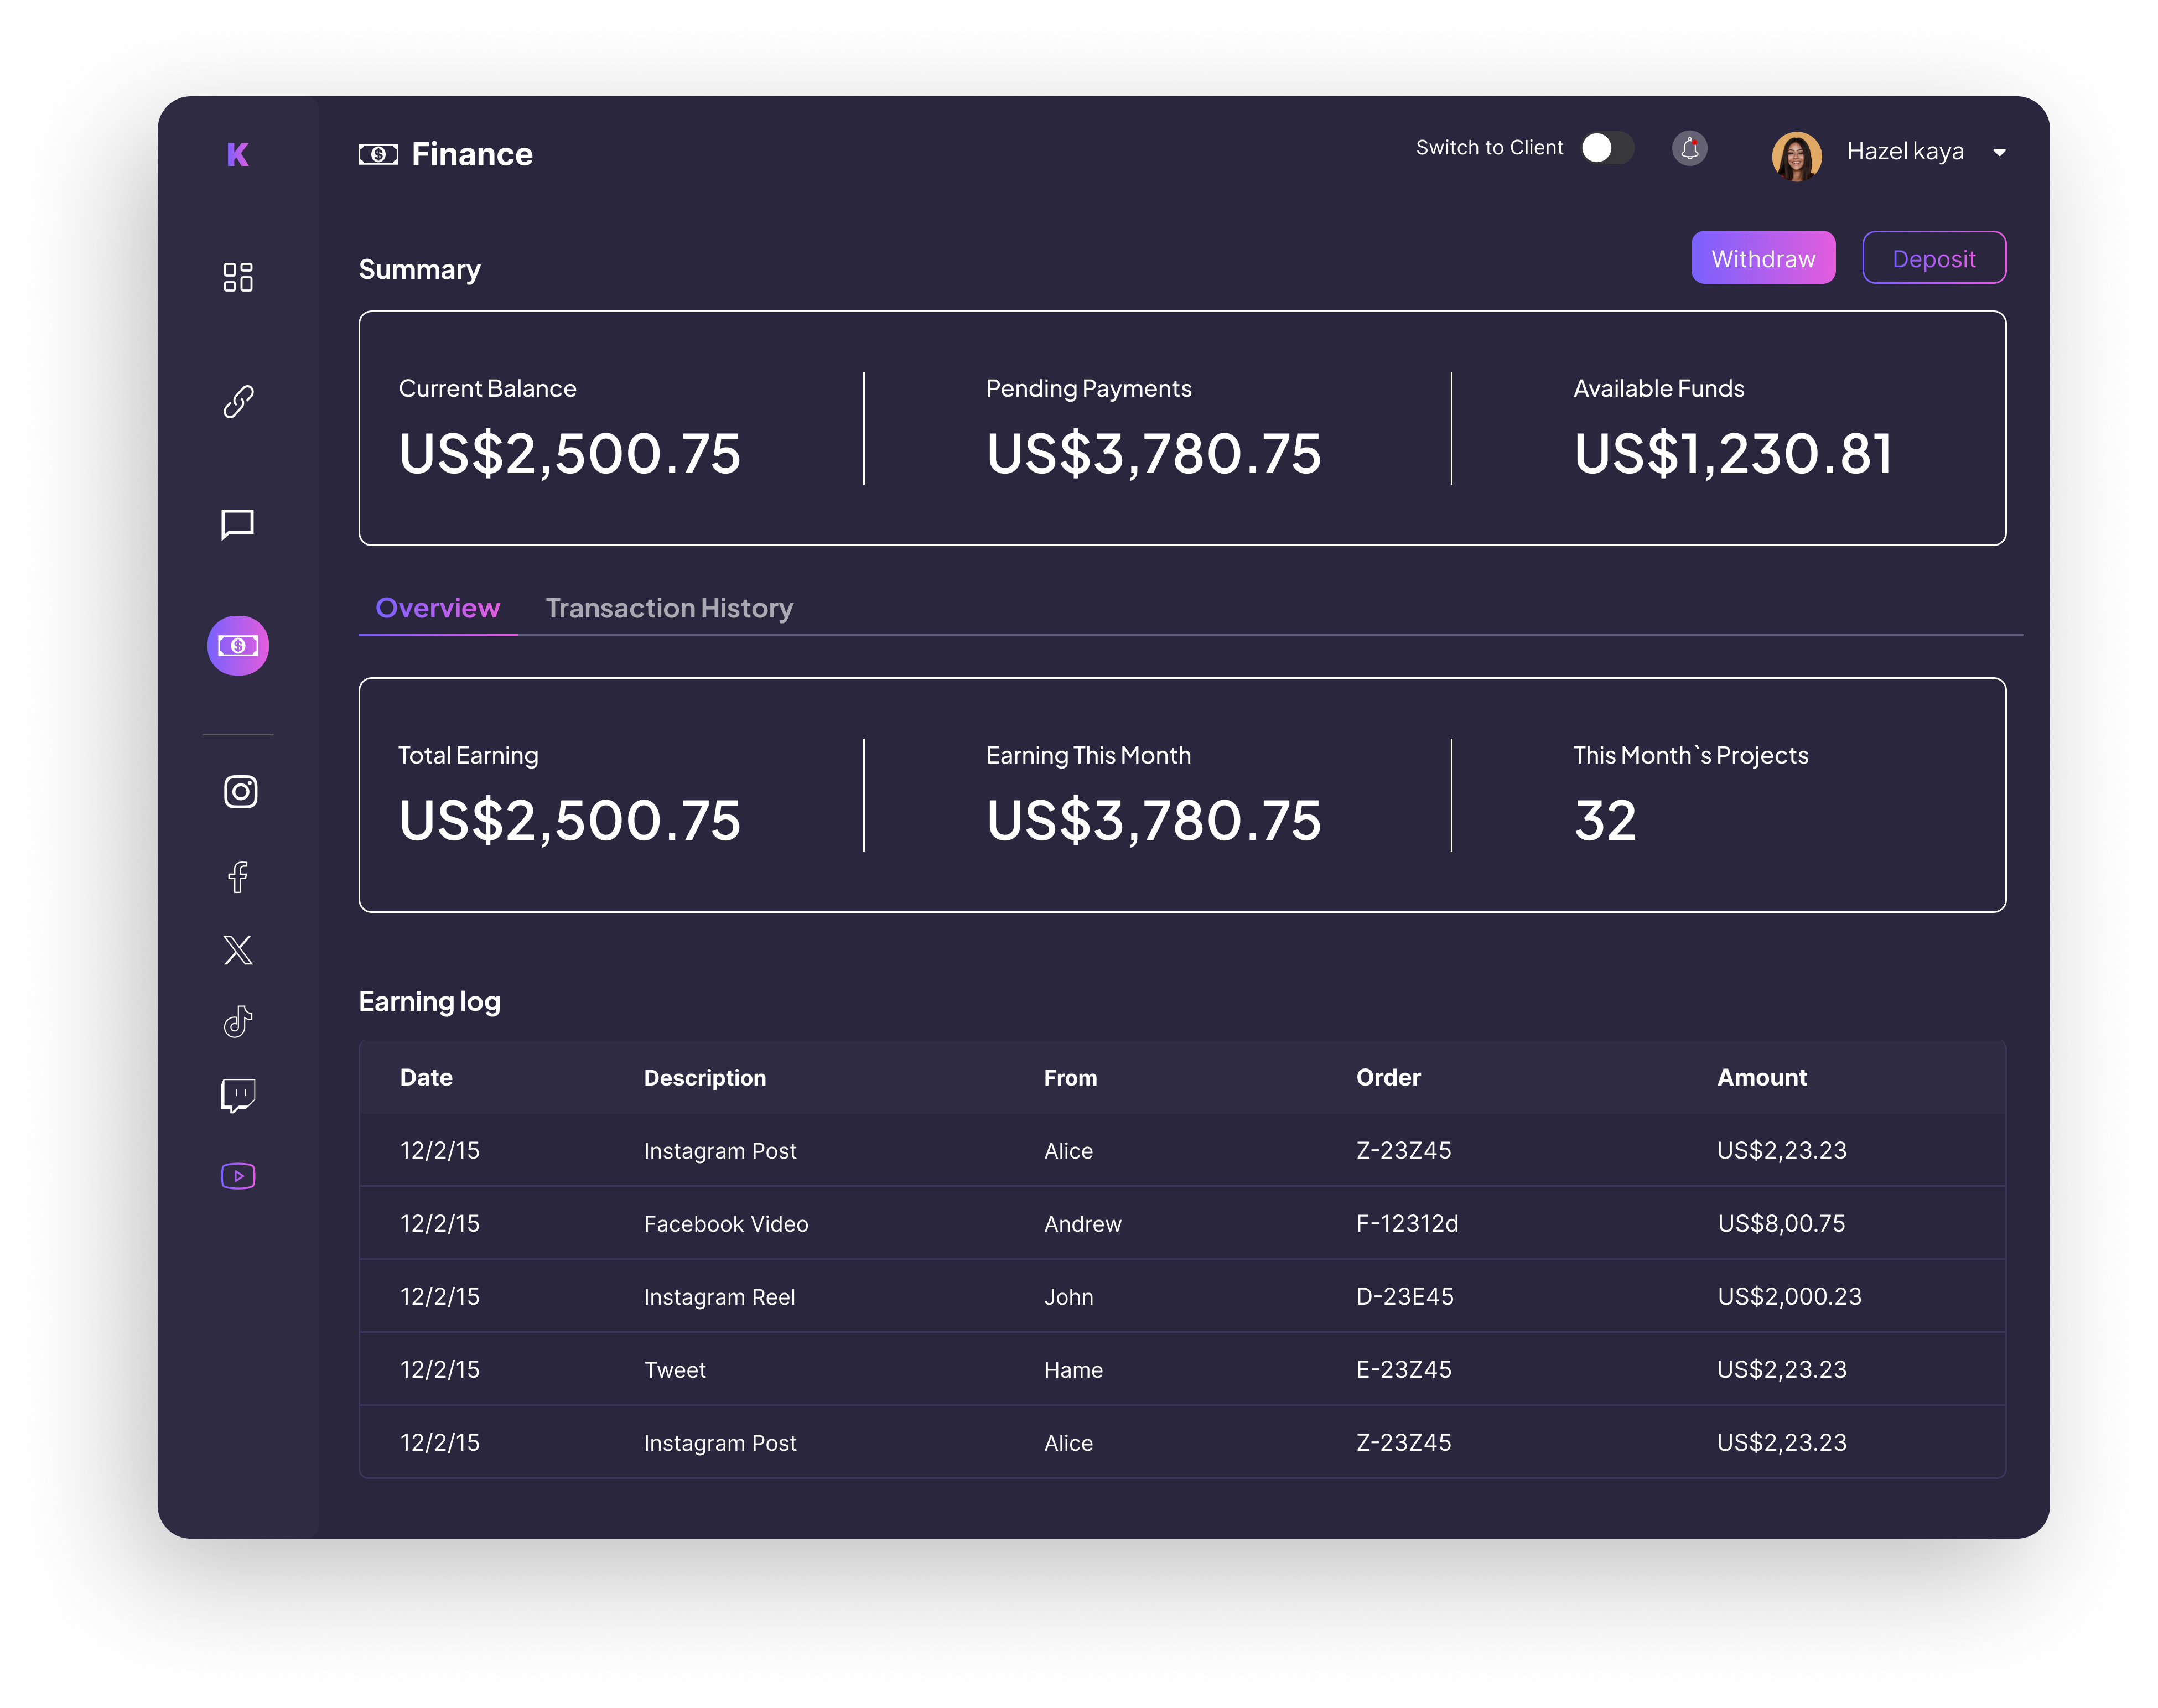 K
Finance
Switch to Client
Hazel kaya
Summary
Withdraw
Deposit
Current Balance
Pending Payments
Available Funds
US$2,500.75
US$3,780.75
US$1,230.81
Overview
Transaction History
Total Earning
Earning This Month
This Month`s Projects
US$2,500.75
US$3,780.75
32
Earning log
Date Description From Order Amount
12/2/15 Instagram Post Alice Z-23Z45 US$2,23.23
12/2/15 Facebook Video Andrew F-12312d US$8,00.75
12/2/15 Instagram Reel John D-23E45 US$2,000.23
12/2/15 Tweet Hame E-23Z45 US$2,23.23
12/2/15 Instagram Post Alice Z-23Z45 US$2,23.23